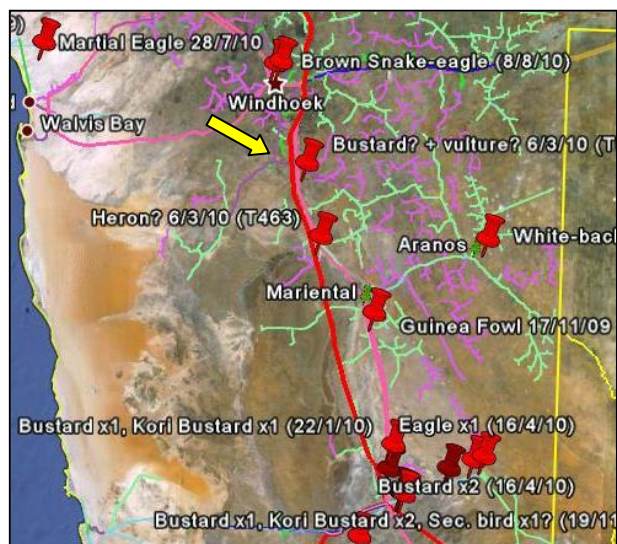 Martial Eagle 28/7/10
Brown Snake-eagle (8/8/10)
Windhoek
Walvis Bay
Bustard? + vulture? 6/3/10 (T
Heron? 6/3/10 (T463)
Aranos
White-back
Mariental
Guinea Fowl 17/11/09
Bustard x1, Kori Bustard x1 (22/1/10)
Eagle x1 (16/4/10)
Bustard x2 (16/4/10)
Bustard x1, Kori Bustard x2, Sec. bird x1? (19/11